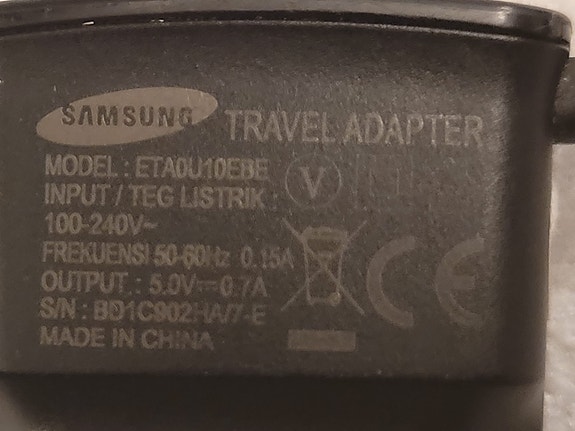 SAMSUNG TRAVEL ADAPTER
MODEL : ETA0U10EBE
INPUT / TEG LISTRIK :
100-240V~
FREKUENSI 50-60Hz 0.15A
OUTPUT : 5.0V⎓0.7A
S/N : BD1C902HA/7-E
MADE IN CHINA
V
CE